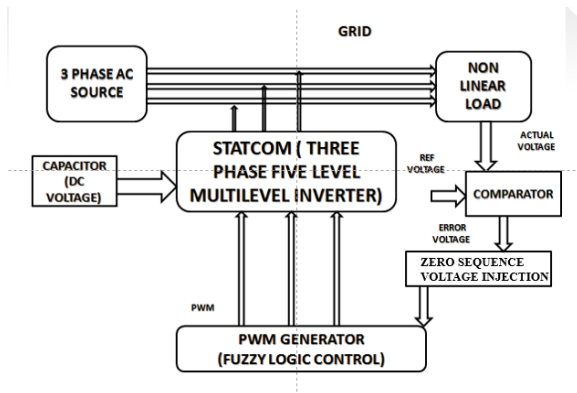 GRID
3 PHASE AC
SOURCE
NON
LINEAR
LOAD
STATCOM ( THREE
PHASE FIVE LEVEL
MULTILEVEL INVERTER)
CAPACITOR
(DC
VOLTAGE)
ACTUAL
VOLTAGE
REF
VOLTAGE
COMPARATOR
ERROR
VOLTAGE
ZERO SEQUENCE
VOLTAGE INJECTION
PWM
PWM GENERATOR
(FUZZY LOGIC CONTROL)